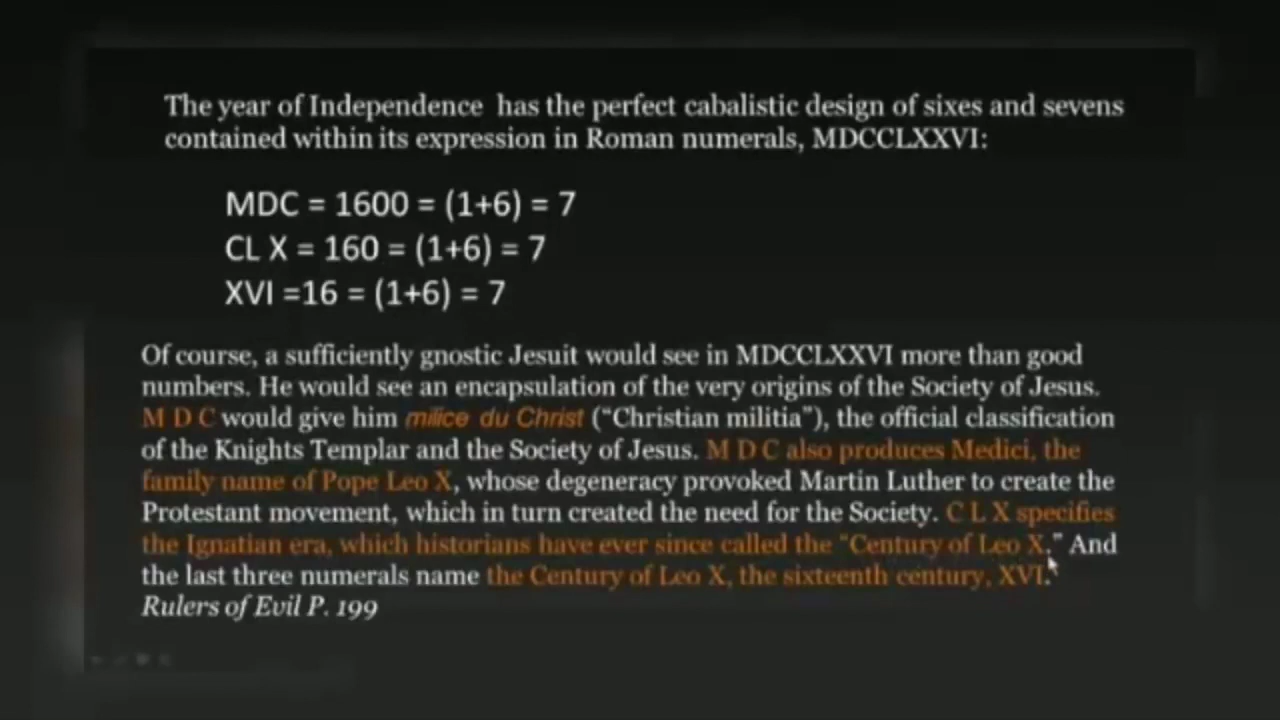 The year of Independence has the perfect cabalistic design of sixes and sevens
contained within its expression in Roman numerals, MDCCLXXVI:
MDC = 1600 = (1+6) = 7
CL X = 160 = (1+6) = 7
XVI =16 = (1+6) = 7
Of course, a sufficiently gnostic Jesuit would see in MDCCLXXVI more than good
numbers. He would see an encapsulation of the very origins of the Society of Jesus.
M D C would give him milice du Christ (“Christian militia”), the official classification
of the Knights Templar and the Society of Jesus. M D C also produces Medici, the
family name of Pope Leo X, whose degeneracy provoked Martin Luther to create the
Protestant movement, which in turn created the need for the Society. C L X specifies
the Ignatian era, which historians have ever since called the “Century of Leo X.” And
the last three numerals name the Century of Leo X, the sixteenth century, XVI.
Rulers of Evil P. 199